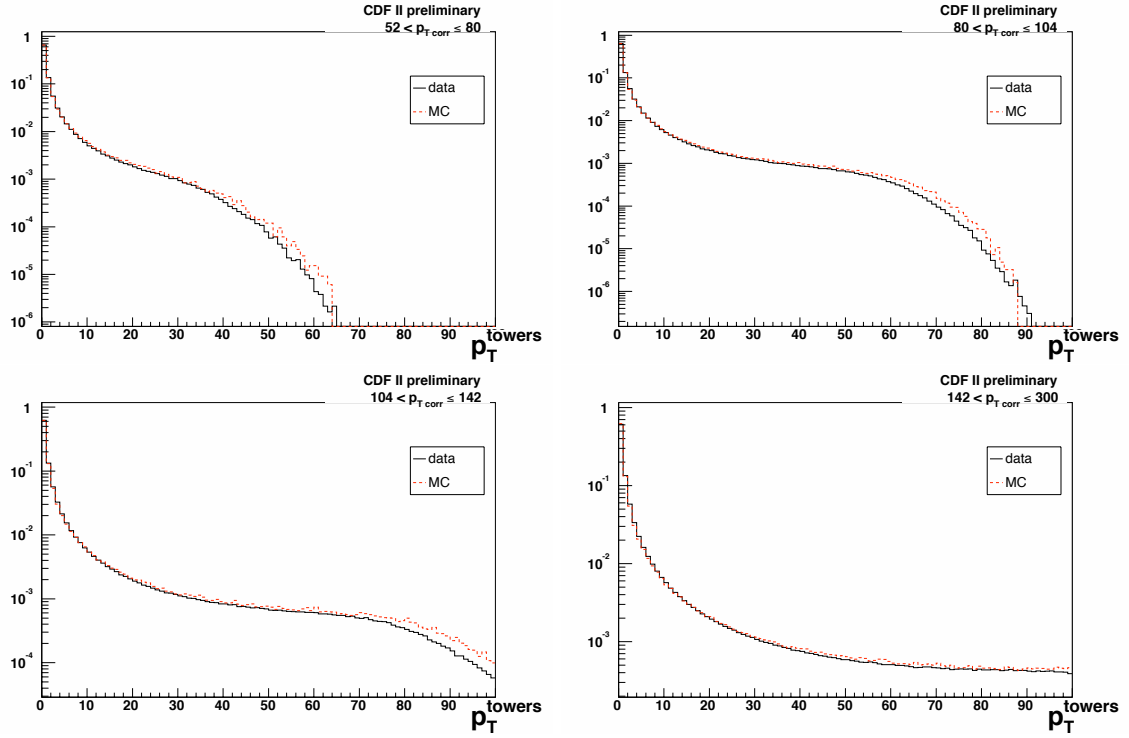 CDF II preliminary
52 < p_T corr ≤ 80
1
10^-1
10^-2
10^-3
10^-4
10^-5
10^-6
data
MC
0 10 20 30 40 50 60 70 80 90
p_T^towers
CDF II preliminary
80 < p_T corr ≤ 104
1
10^-1
10^-2
10^-3
10^-4
10^-5
10^-6
data
MC
0 10 20 30 40 50 60 70 80 90
p_T^towers
CDF II preliminary
104 < p_T corr ≤ 142
1
10^-1
10^-2
10^-3
10^-4
data
MC
0 10 20 30 40 50 60 70 80 90
p_T^towers
CDF II preliminary
142 < p_T corr ≤ 300
1
10^-1
10^-2
10^-3
data
MC
0 10 20 30 40 50 60 70 80 90
p_T^towers